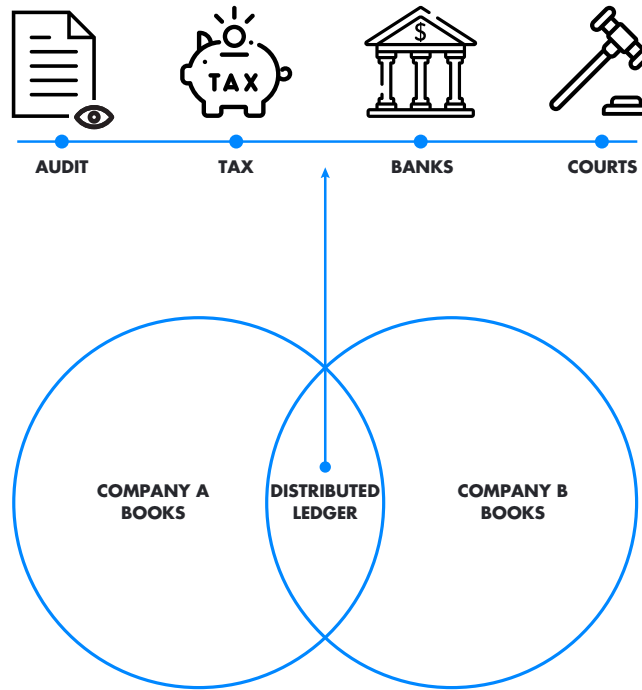 TAX
$
AUDIT
TAX
BANKS
COURTS
COMPANY A
BOOKS
DISTRIBUTED
LEDGER
COMPANY B
BOOKS